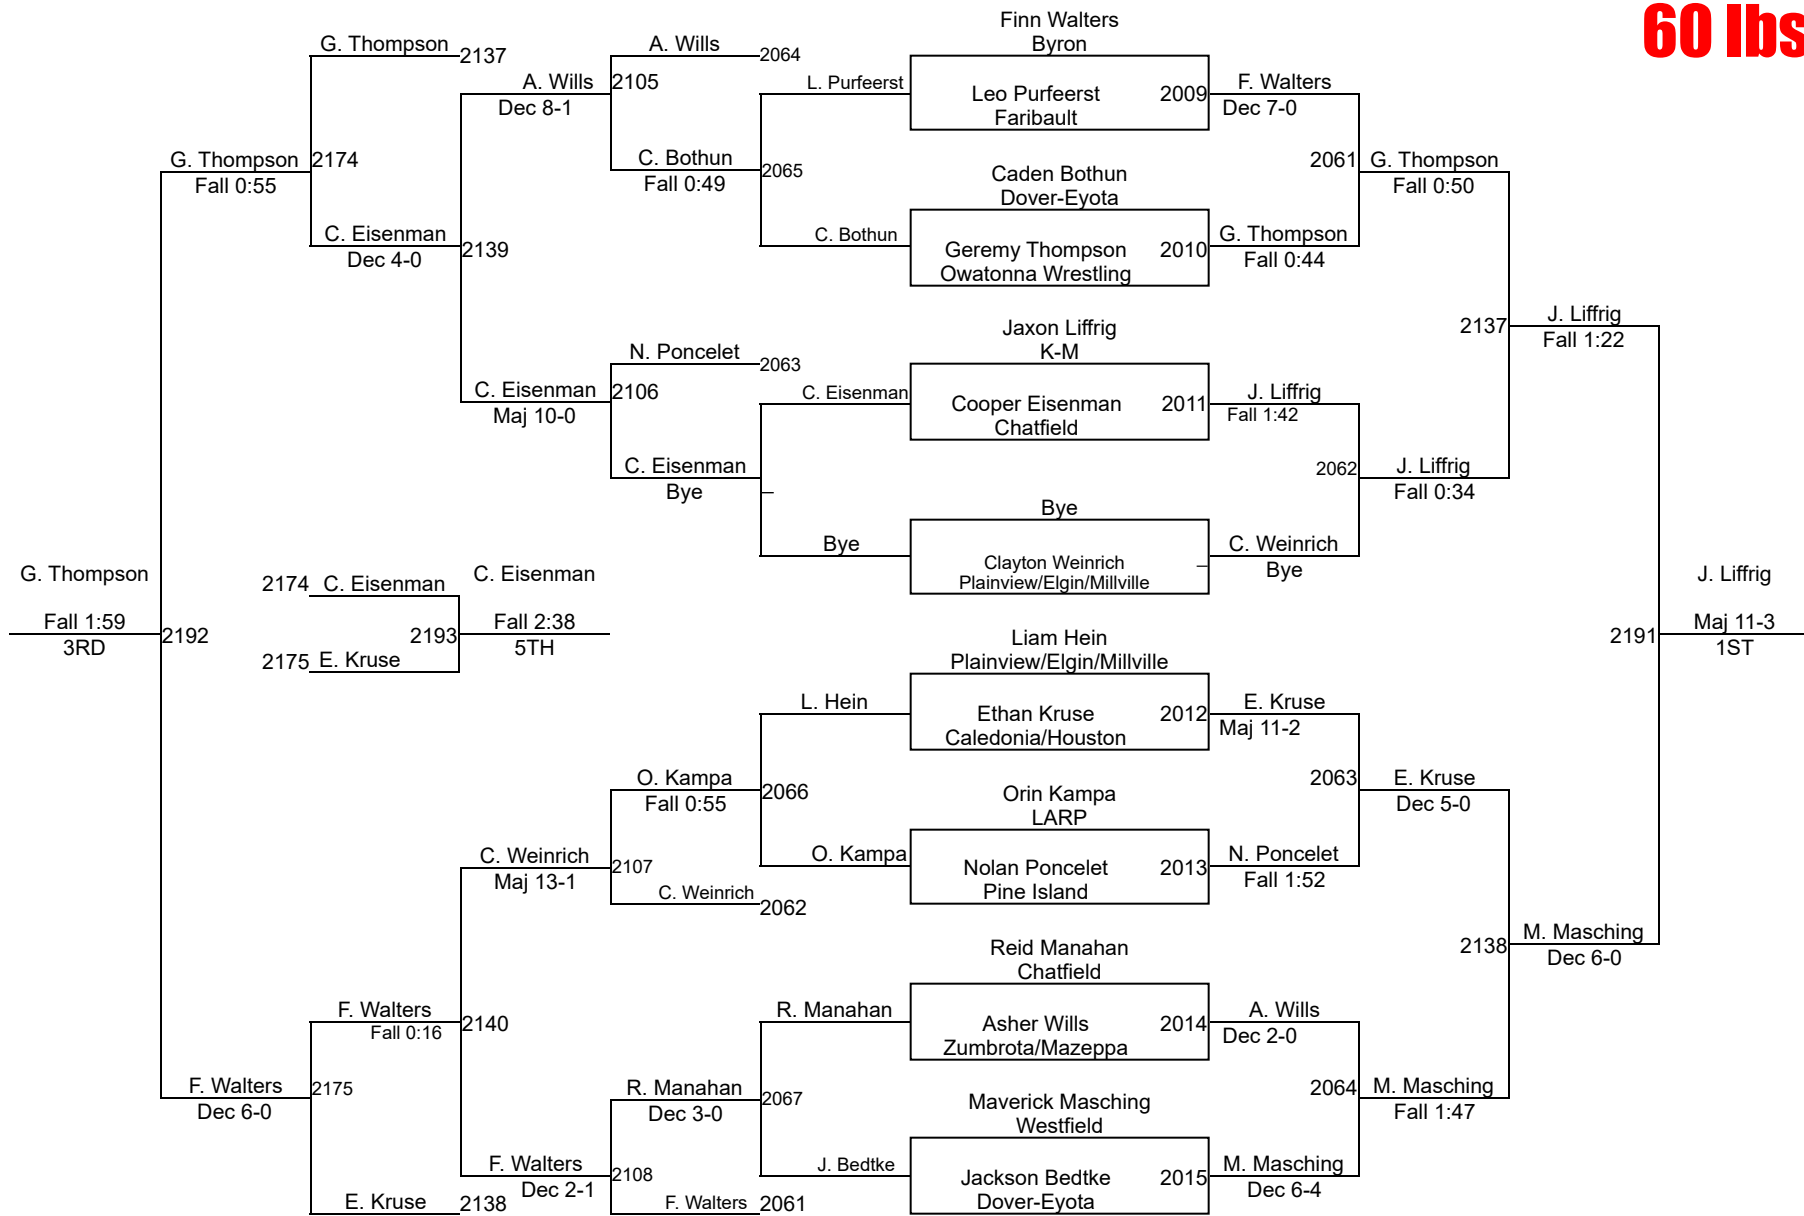 60 lbs
Finn Walters
Byron
G. Thompson
2137
A. Wills
2064
A. Wills
2105
Dec 8-1
L. Purfeerst
Leo Purfeerst
Faribault
2009
F. Walters
Dec 7-0
G. Thompson
2174
Fall 0:55
C. Bothun
Fall 0:49
2065
Caden Bothun
Dover-Eyota
2061
G. Thompson
Fall 0:50
C. Eisenman
Dec 4-0
2139
C. Bothun
Geremy Thompson
Owatonna Wrestling
2010
G. Thompson
Fall 0:44
Jaxon Liffrig
K-M
2137
J. Liffrig
Fall 1:22
N. Poncelet
2063
C. Eisenman
Maj 10-0
2106
C. Eisenman
Cooper Eisenman
Chatfield
2011
J. Liffrig
Fall 1:42
C. Eisenman
Bye
–
2062
J. Liffrig
Fall 0:34
Bye
Bye
Clayton Weinrich
Plainview/Elgin/Millville
–
C. Weinrich
Bye
G. Thompson
Fall 1:59
3RD
2192
2174
C. Eisenman
2193
2175
E. Kruse
C. Eisenman
Fall 2:38
5TH
J. Liffrig
2191
Maj 11-3
1ST
Liam Hein
Plainview/Elgin/Millville
L. Hein
Ethan Kruse
Caledonia/Houston
2012
E. Kruse
Maj 11-2
O. Kampa
Fall 0:55
2066
Orin Kampa
LARP
2063
E. Kruse
Dec 5-0
C. Weinrich
Maj 13-1
2107
O. Kampa
Nolan Poncelet
Pine Island
2013
N. Poncelet
Fall 1:52
C. Weinrich
2062
Reid Manahan
Chatfield
2138
M. Masching
Dec 6-0
F. Walters
Fall 0:16
2140
R. Manahan
Asher Wills
Zumbrota/Mazeppa
2014
A. Wills
Dec 2-0
F. Walters
Dec 6-0
2175
R. Manahan
Dec 3-0
2067
Maverick Masching
Westfield
2064
M. Masching
Fall 1:47
F. Walters
Dec 2-1
2108
J. Bedtke
Jackson Bedtke
Dover-Eyota
2015
M. Masching
Dec 6-4
E. Kruse
2138
F. Walters
2061